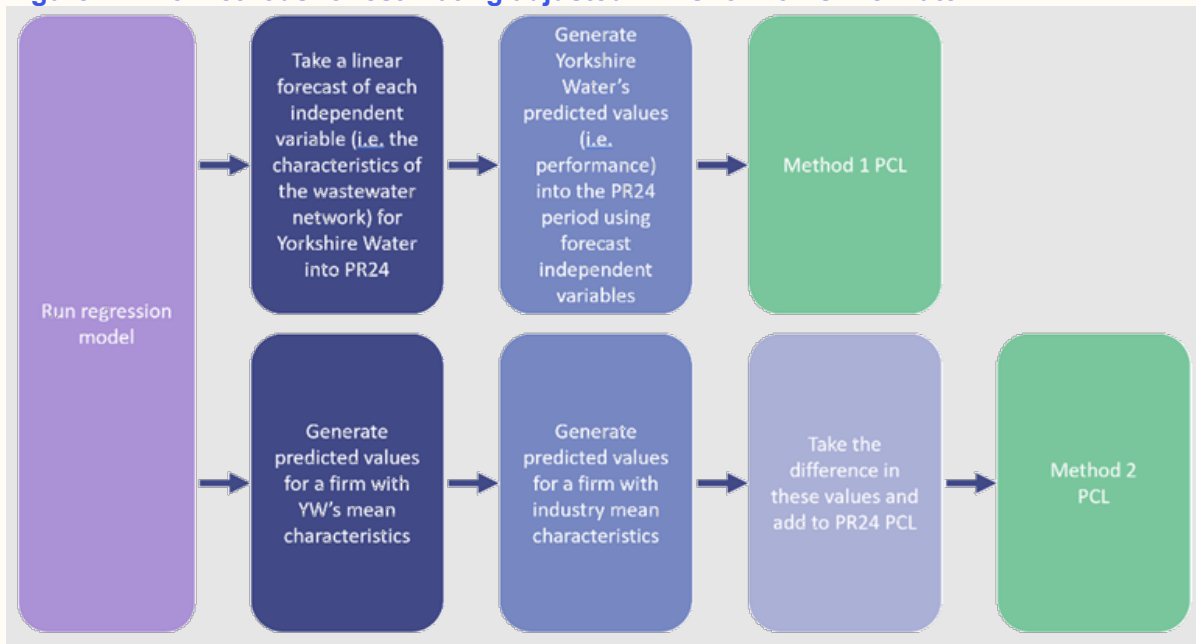 Run regression
model
Take a linear
forecast of each
independent
variable (i.e. the
characteristics of
the wastewater
network) for
Yorkshire Water
into PR24
Generate
Yorkshire
Water's
predicted values
(i.e.
performance)
into the PR24
period using
forecast
independent
variables
Method 1 PCL
Generate
predicted values
for a firm with
YW's mean
characteristics
Generate
predicted values
for a firm with
industry mean
characteristics
Take the
difference in
these values and
add to PR24 PCL
Method 2
PCL